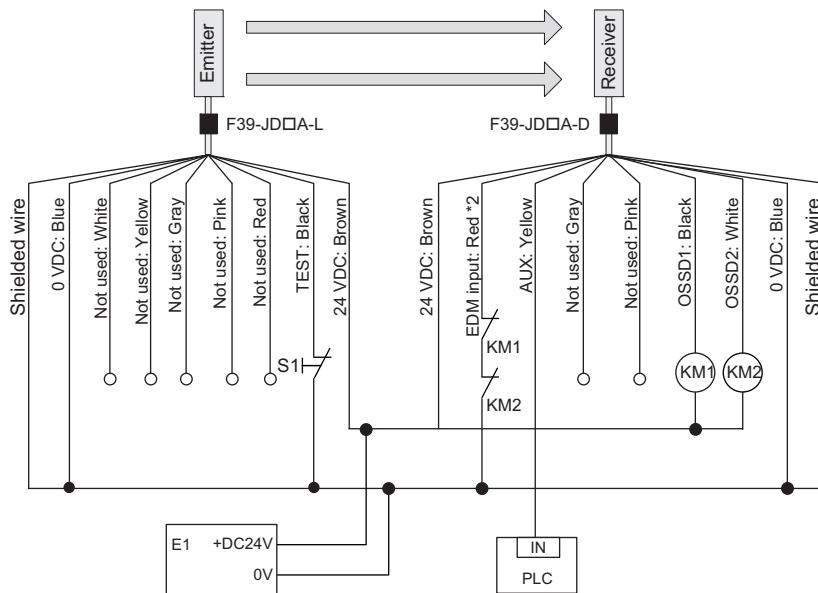 Emitter
Receiver
F39-JD□A-L
F39-JD□A-D
Shielded wire
0 VDC: Blue
Not used: White
Not used: Yellow
Not used: Gray
Not used: Pink
Not used: Red
TEST: Black
24 VDC: Brown
24 VDC: Brown
EDM input: Red *2
AUX: Yellow
Not used: Gray
Not used: Pink
OSSD1: Black
OSSD2: White
0 VDC: Blue
Shielded wire
S1
KM1
KM2
KM1
KM2
E1
+DC24V
0V
IN
PLC